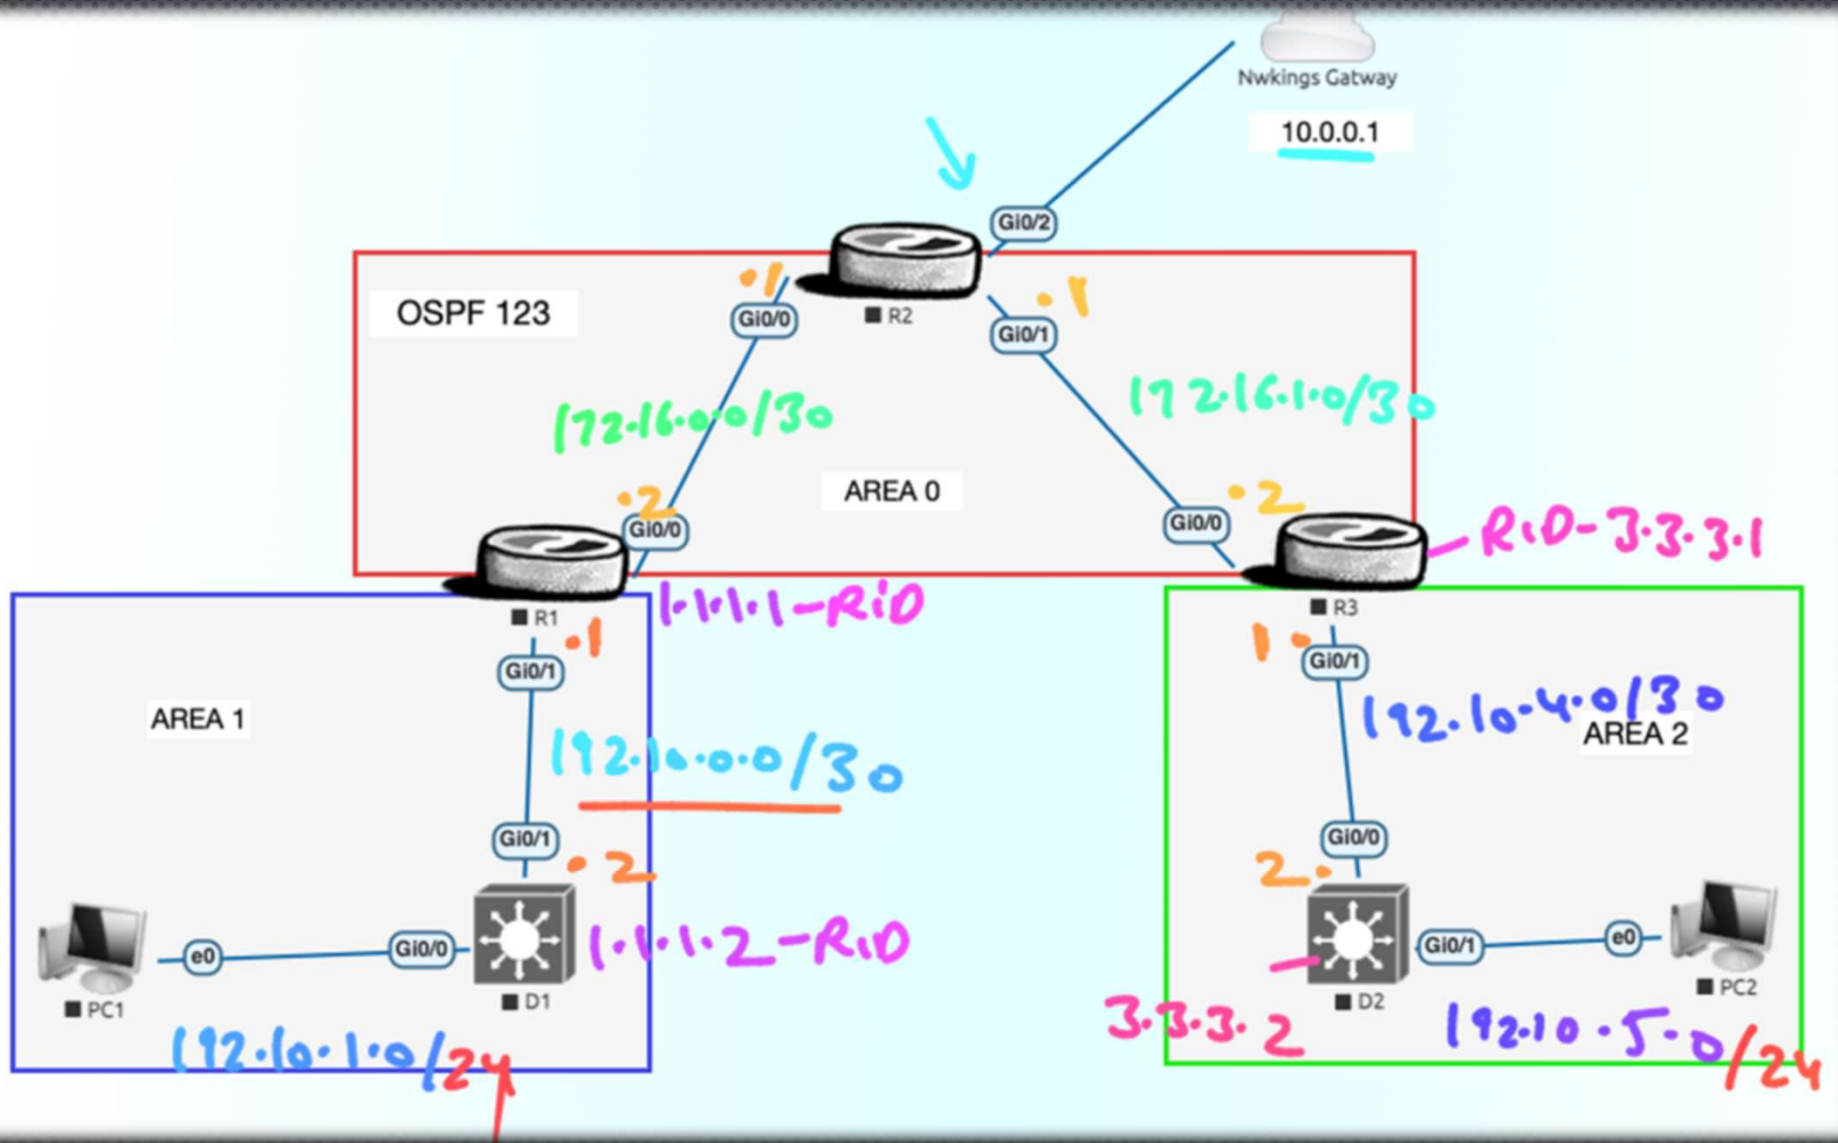 Nwkings Gatway
10.0.0.1
Gi0/2
OSPF 123
.1
Gi0/0
R2
.1
Gi0/1
172.16.0.0/30
172.16.1.0/30
AREA 0
.2
Gi0/0
.2
Gi0/0
RiD-3.3.3.1
R1
1.1.1.1-RiD
R3
.1
Gi0/1
1.
Gi0/1
AREA 1
192.10.0.0/30
192.10.4.0/30
AREA 2
Gi0/1
.2
Gi0/0
2.
e0
Gi0/0
1.1.1.2-RiD
Gi0/1
e0
PC1
D1
D2
PC2
3.3.3.2
192.10.1.0/24
192.10.5.0/24